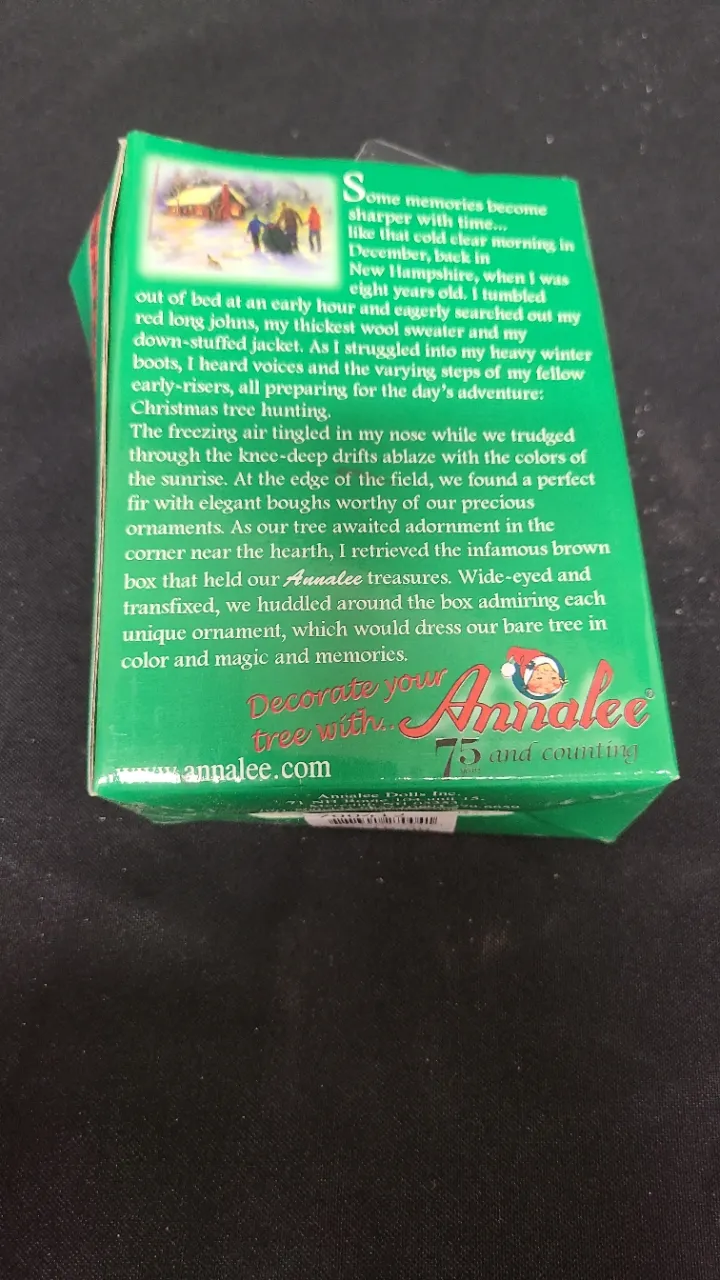 Some memories become
sharper with time...
like that cold clear morning in
December, back in
New Hampshire, when I was
eight years old. I tumbled
out of bed at an early hour and eagerly searched out my
red long johns, my thickest wool sweater and my
down-stuffed jacket. As I struggled into my heavy winter
boots, I heard voices and the varying steps of my fellow
early-risers, all preparing for the day's adventure:
Christmas tree hunting.
The freezing air tingled in my nose while we trudged
through the knee-deep drifts ablaze with the colors of
the sunrise. At the edge of the field, we found a perfect
fir with elegant boughs worthy of our precious
ornaments. As our tree awaited adornment in the
corner near the hearth, I retrieved the infamous brown
box that held our Annalee treasures. Wide-eyed and
transfixed, we huddled around the box admiring each
unique ornament, which would dress our bare tree in
color and magic and memories.
Decorate your
tree with...
Annalee®
75 and counting
www.annalee.com
Annalee Dolls Inc.